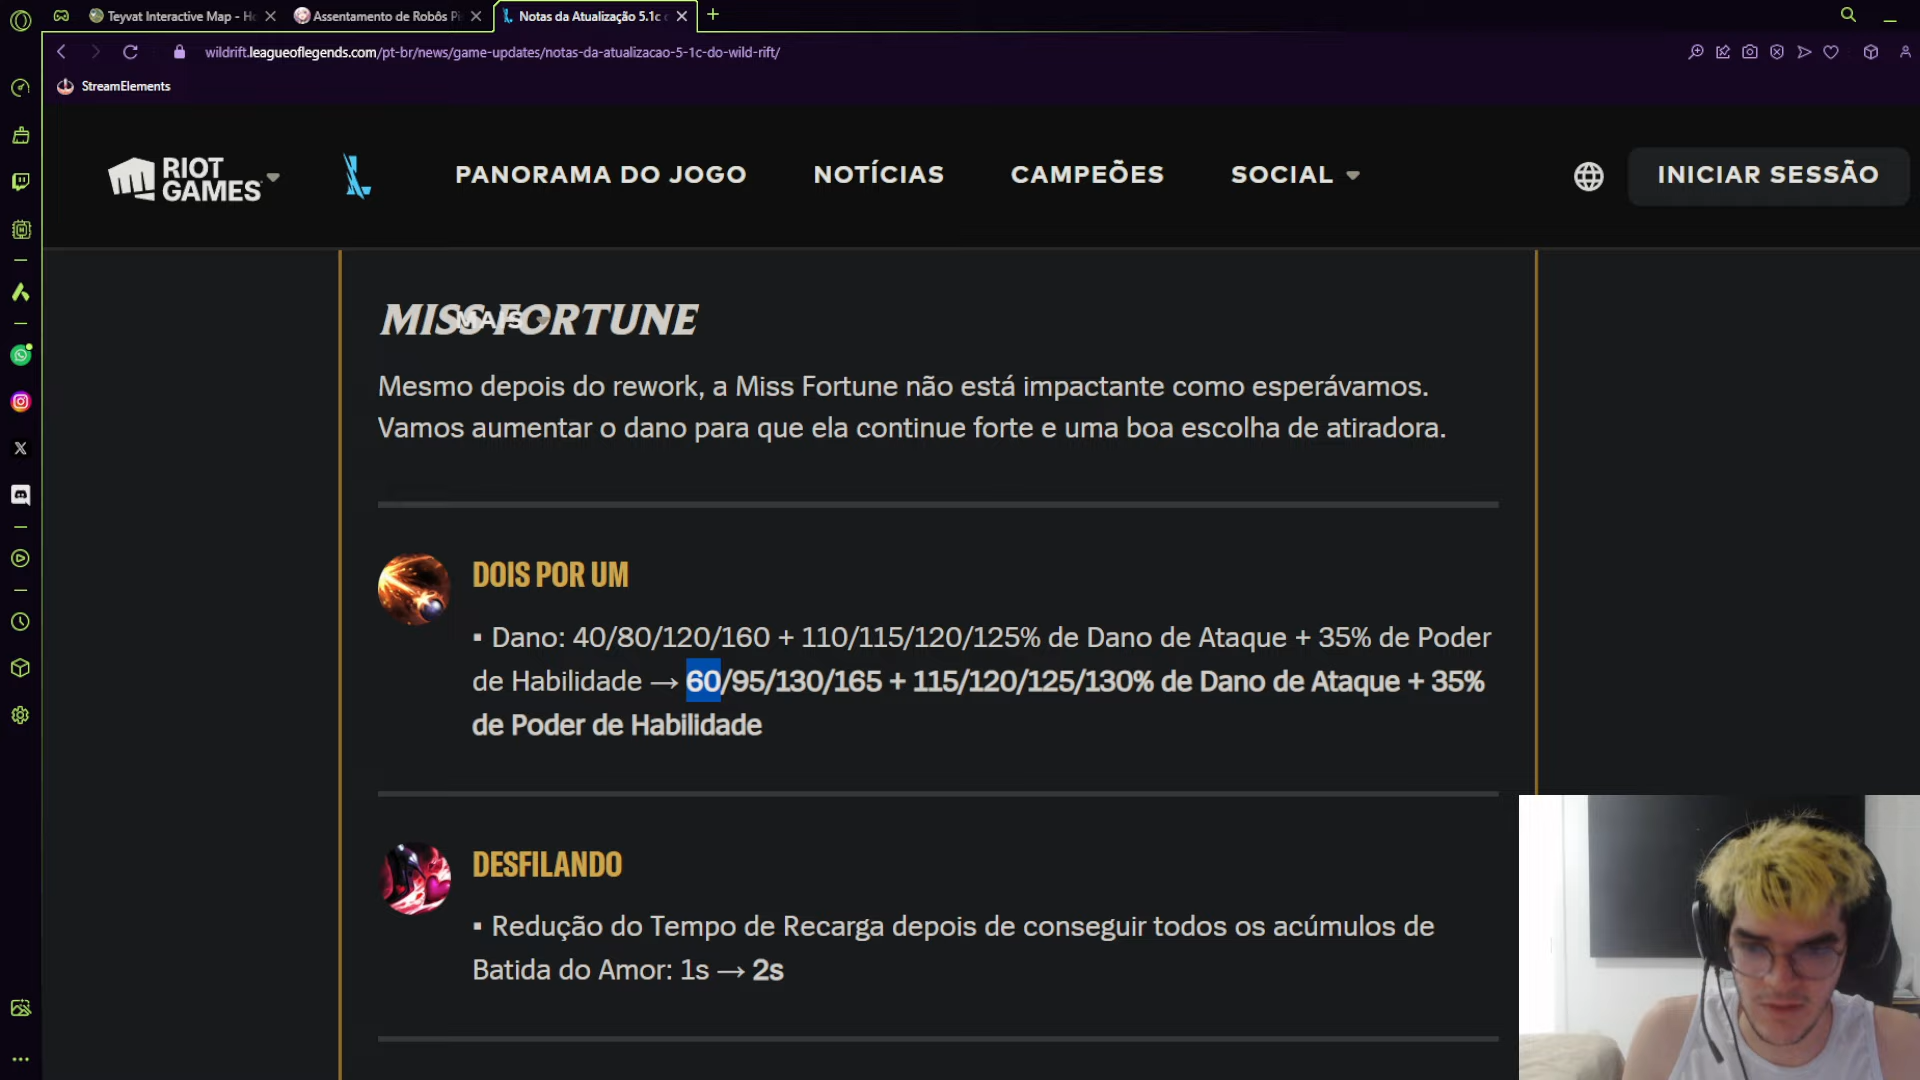 Teyvat Interactive Map - Ho
Assentamento de Robôs Pi
Notas da Atualização 5.1c d
wildrift.leagueoflegends.com/pt-br/news/game-updates/notas-da-atualizacao-5-1c-do-wild-rift/
StreamElements
RIOT GAMES
PANORAMA DO JOGO
NOTÍCIAS
CAMPEÕES
SOCIAL
INICIAR SESSÃO
MISS FORTUNE
MAIS
Mesmo depois do rework, a Miss Fortune não está impactante como esperávamos.
Vamos aumentar o dano para que ela continue forte e uma boa escolha de atiradora.
DOIS POR UM
▪ Dano: 40/80/120/160 + 110/115/120/125% de Dano de Ataque + 35% de Poder
de Habilidade → 60/95/130/165 + 115/120/125/130% de Dano de Ataque + 35%
de Poder de Habilidade
DESFILANDO
▪ Redução do Tempo de Recarga depois de conseguir todos os acúmulos de
Batida do Amor: 1s → 2s